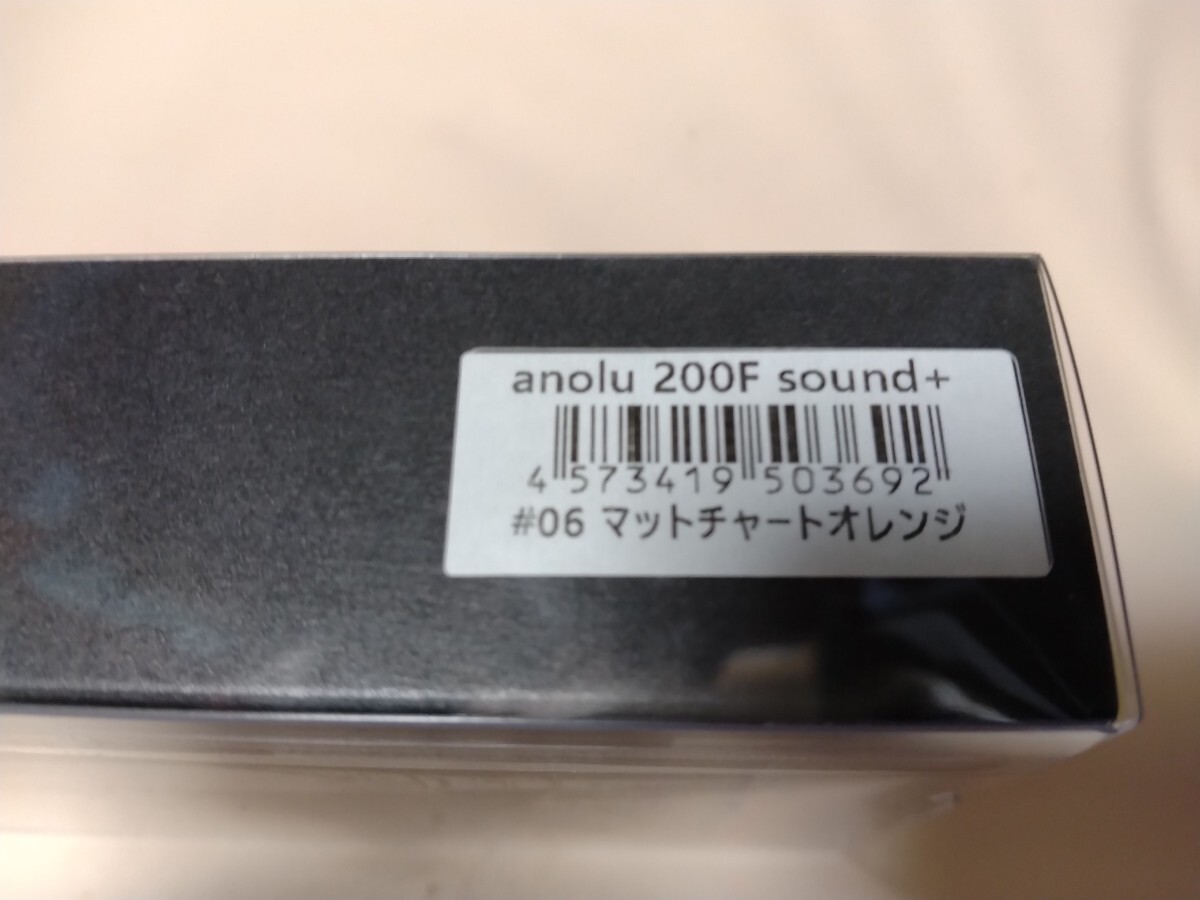 anolu 200F sound+
4 573419 503692
#06 マットチャートオレンジ